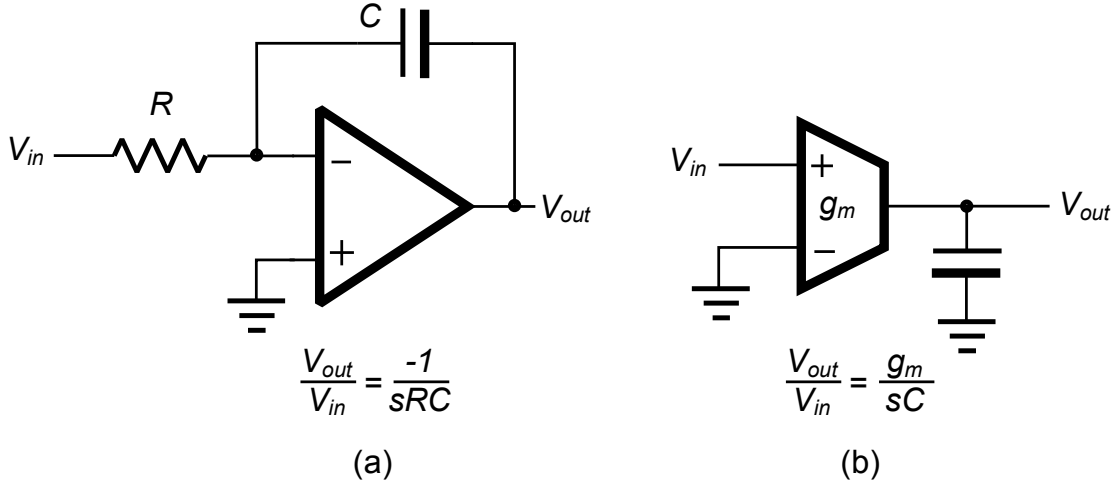 C
R
V_in
−
+
V_out
V_out / V_in = -1 / sRC
(a)
V_in
+
g_m
−
V_out
V_out / V_in = g_m / sC
(b)